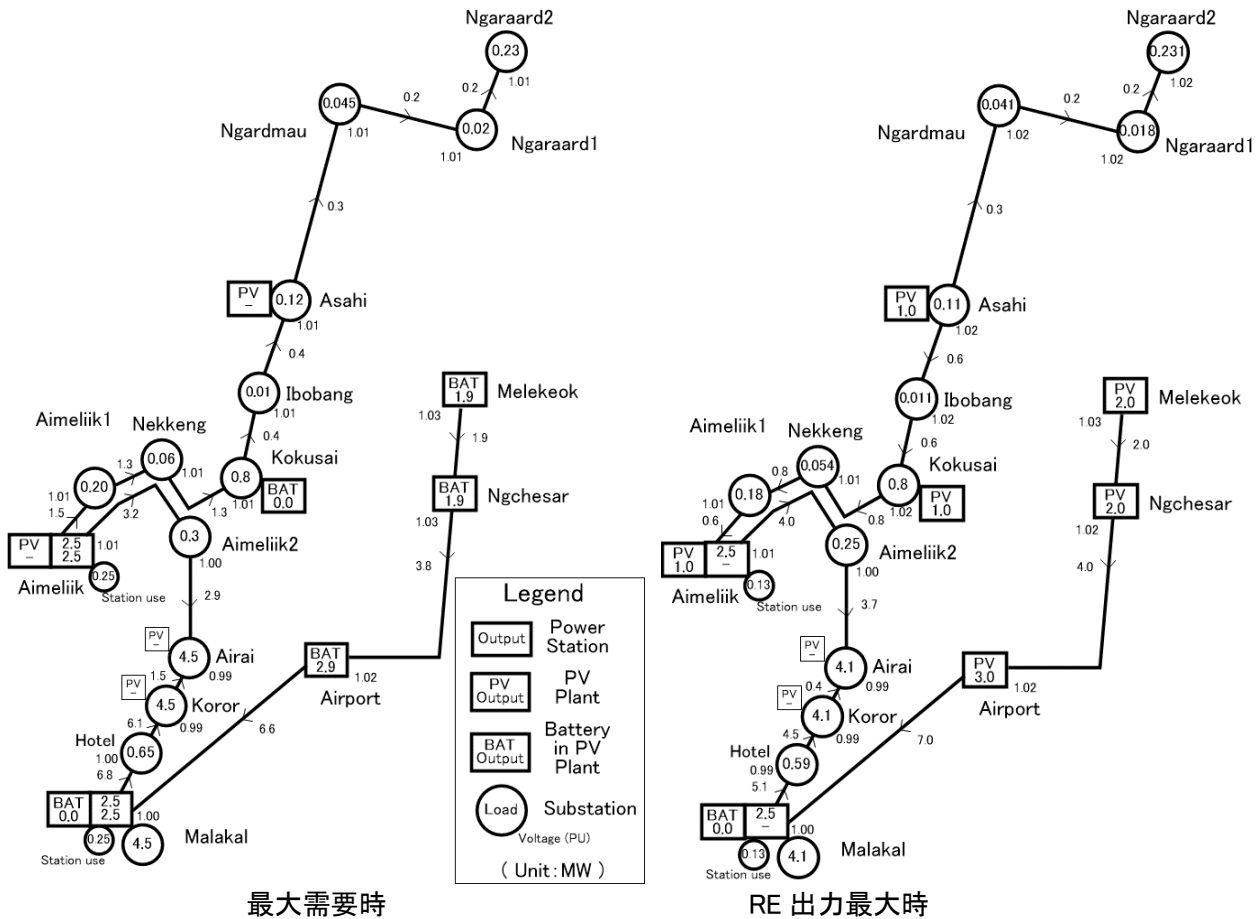 Ngaraard2
0.23
1.01
0.2
0.045
0.2
1.01
0.02
1.01
Ngardmau
Ngaraard1
0.3
PV
–
0.12
Asahi
1.01
0.4
0.01
Ibobang
1.01
0.4
BAT
1.9
Melekeok
1.03
1.9
Aimeliik1
Nekkeng
0.06
1.01
1.3
Kokusai
0.8
1.01
BAT
0.0
0.20
1.01
1.5
3.2
1.3
BAT
1.9
Ngchesar
1.03
0.3
Aimeliik2
1.00
PV
–
2.5
2.5
1.01
Aimeliik
0.25
Station use
3.8
2.9
PV
–
4.5
Airai
0.99
1.5
PV
–
4.5
Koror
0.99
6.1
BAT
2.9
1.02
Airport
6.6
Hotel
1.00
0.65
6.8
BAT
0.0
2.5
2.5
1.00
0.25
Station use
4.5
Malakal
最大需要時
Legend
Output
Power
Station
PV
Output
PV
Plant
BAT
Output
Battery
in PV
Plant
Load
Substation
Voltage (PU)
( Unit : MW )
Ngaraard2
0.231
1.02
0.2
0.041
0.2
1.02
0.018
1.02
Ngardmau
Ngaraard1
0.3
PV
1.0
0.11
Asahi
1.02
0.6
0.011
Ibobang
1.02
0.6
PV
2.0
Melekeok
1.03
2.0
Aimeliik1
Nekkeng
0.054
1.01
0.8
Kokusai
0.8
1.02
PV
1.0
0.18
1.01
0.6
4.0
0.8
PV
2.0
Ngchesar
1.02
0.25
Aimeliik2
1.00
PV
1.0
2.5
–
1.01
Aimeliik
0.13
Station use
4.0
3.7
PV
–
4.1
Airai
0.99
0.4
PV
–
4.1
Koror
0.99
4.5
PV
3.0
1.02
Airport
7.0
Hotel
0.99
0.59
5.1
BAT
0.0
2.5
–
1.00
0.13
Station use
4.1
Malakal
RE 出力最大時